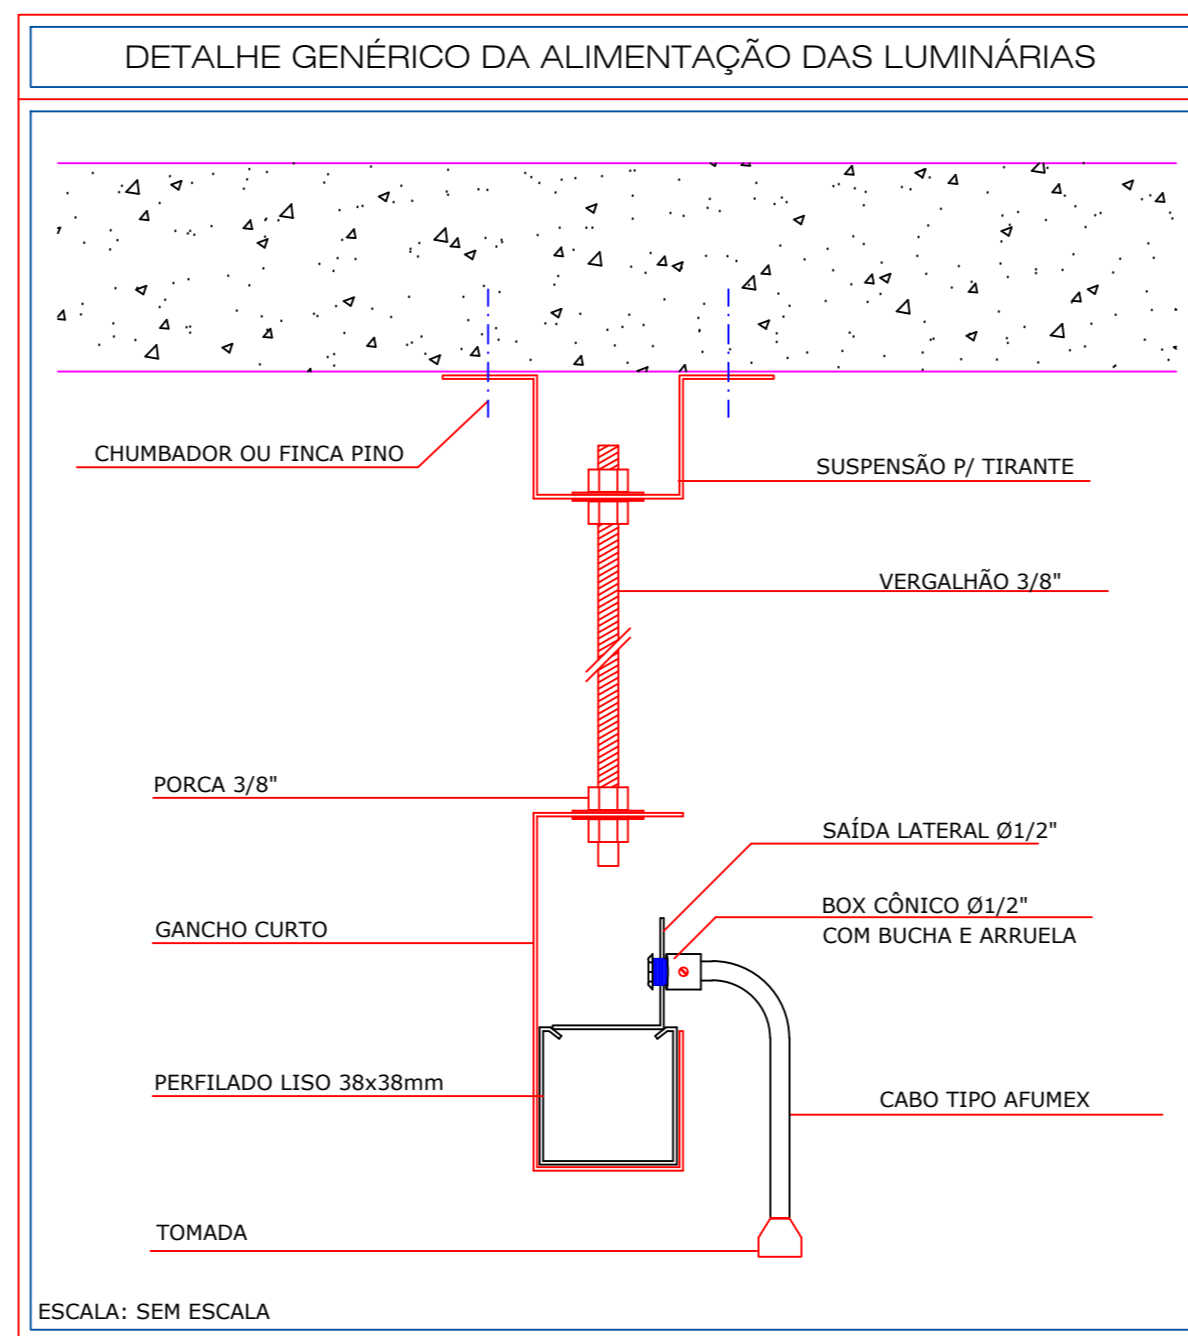 DETALHE GENÉRICO DA ALIMENTAÇÃO DAS LUMINÁRIAS
CHUMBADOR OU FINCA PINO
SUSPENSÃO P/ TIRANTE
VERGALHÃO 3/8"
PORCA 3/8"
SAÍDA LATERAL Ø1/2"
GANCHO CURTO
BOX CÔNICO Ø1/2"
COM BUCHA E ARRUELA
PERFILADO LISO 38x38mm
CABO TIPO AFUMEX
TOMADA
ESCALA: SEM ESCALA